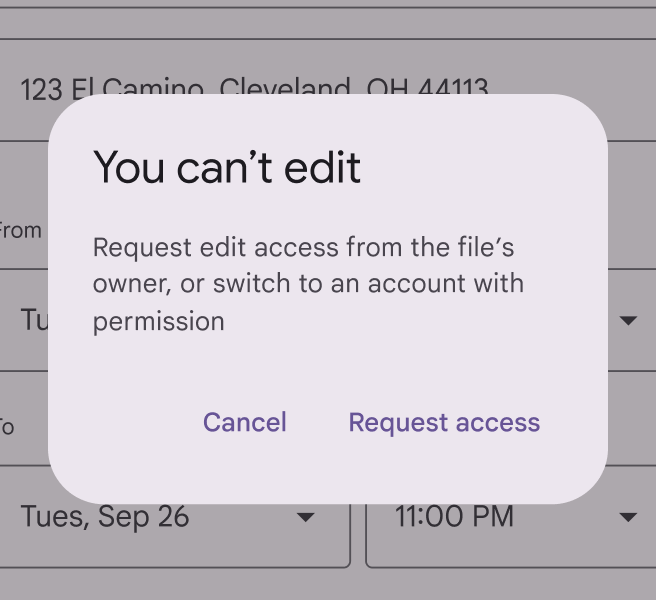 123 El Camino, Cleveland, OH 44113
You can’t edit
From
Request edit access from the file’s
owner, or switch to an account with
permission
Tu
To
Cancel Request access
Tues, Sep 26 11:00 PM